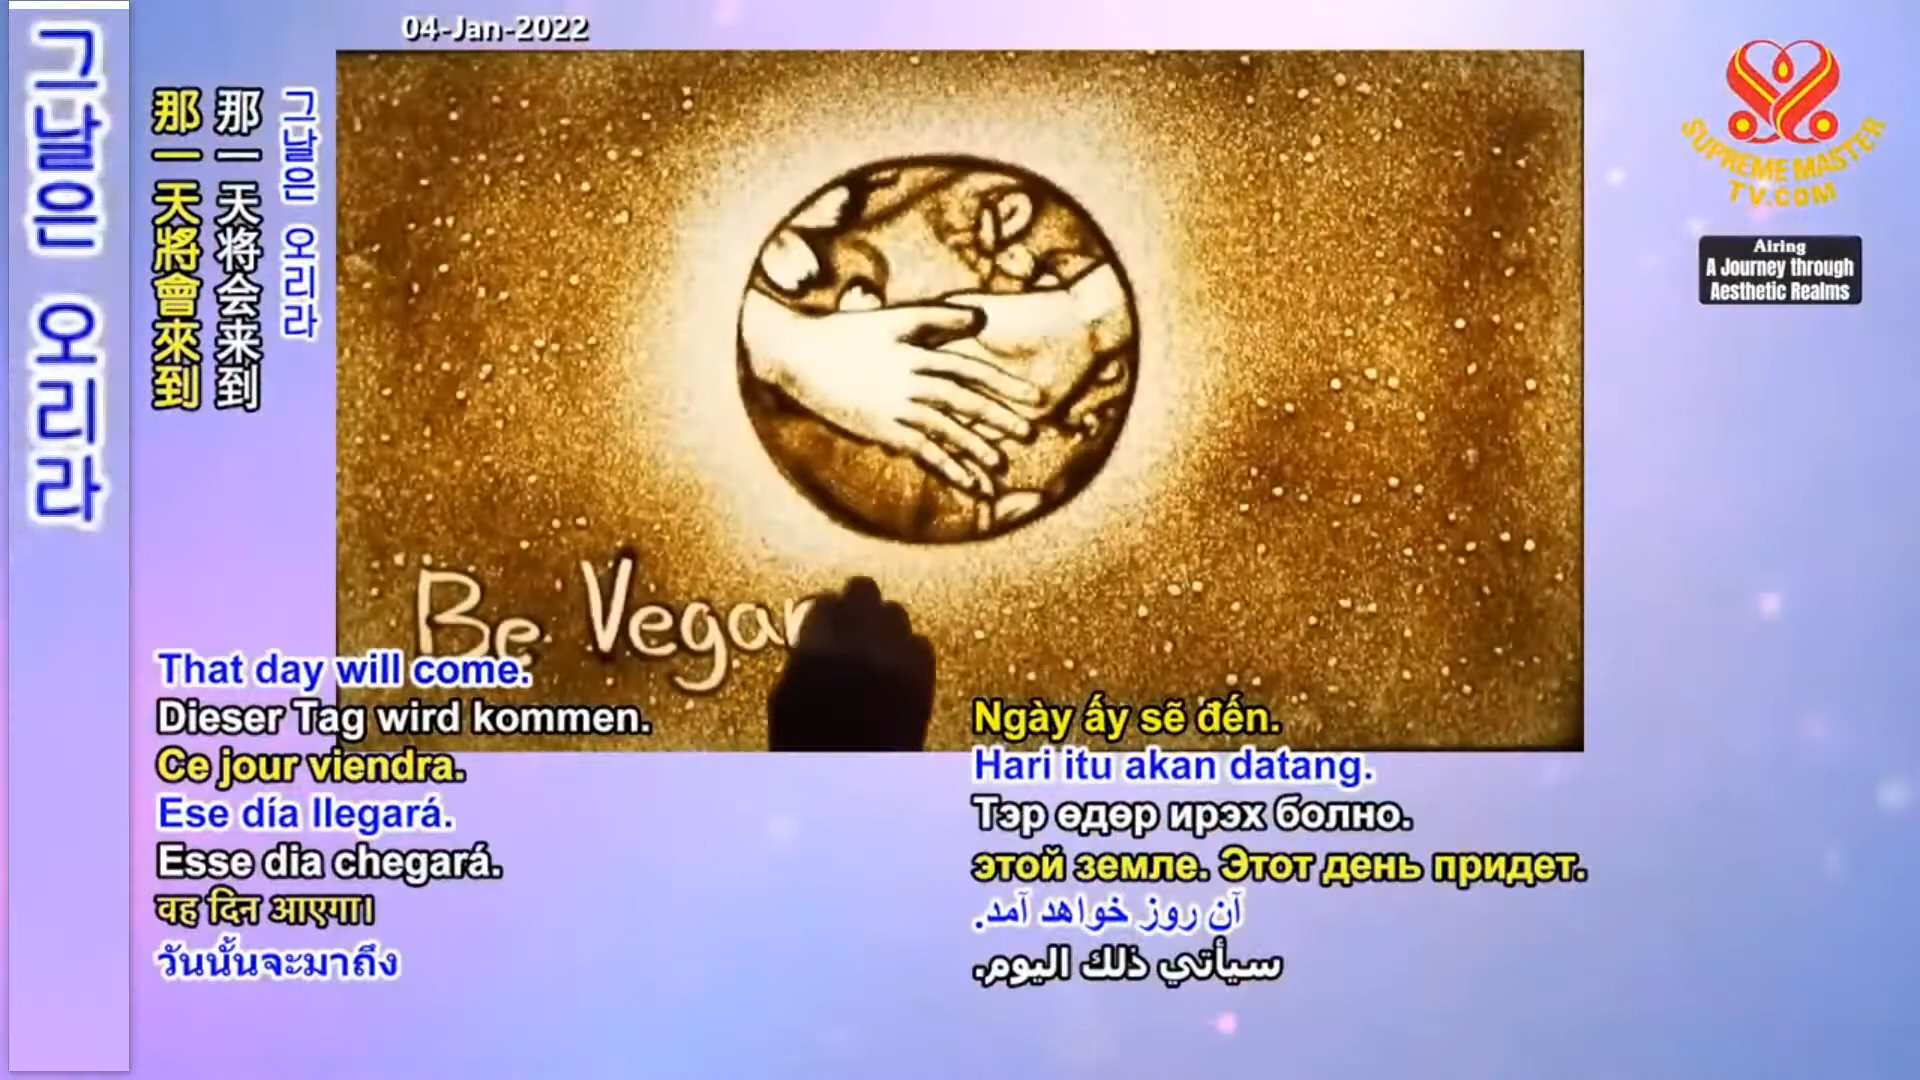 04-Jan-2022
그날은 오리라
那一天將會來到
那一天将会来到
그날은 오리라
SUPREME MASTER
TV.COM
Airing
A Journey through
Aesthetic Realms
Be Vegan
That day will come.
Dieser Tag wird kommen.
Ce jour viendra.
Ese día llegará.
Esse dia chegará.
वह दिन आएगा।
วันนั้นจะมาถึง
Ngày ấy sẽ đến.
Hari itu akan datang.
Тэр өдөр ирэх болно.
этой земле. Этот день придет.
آن روز خواهد آمد.
سيأتي ذلك اليوم.